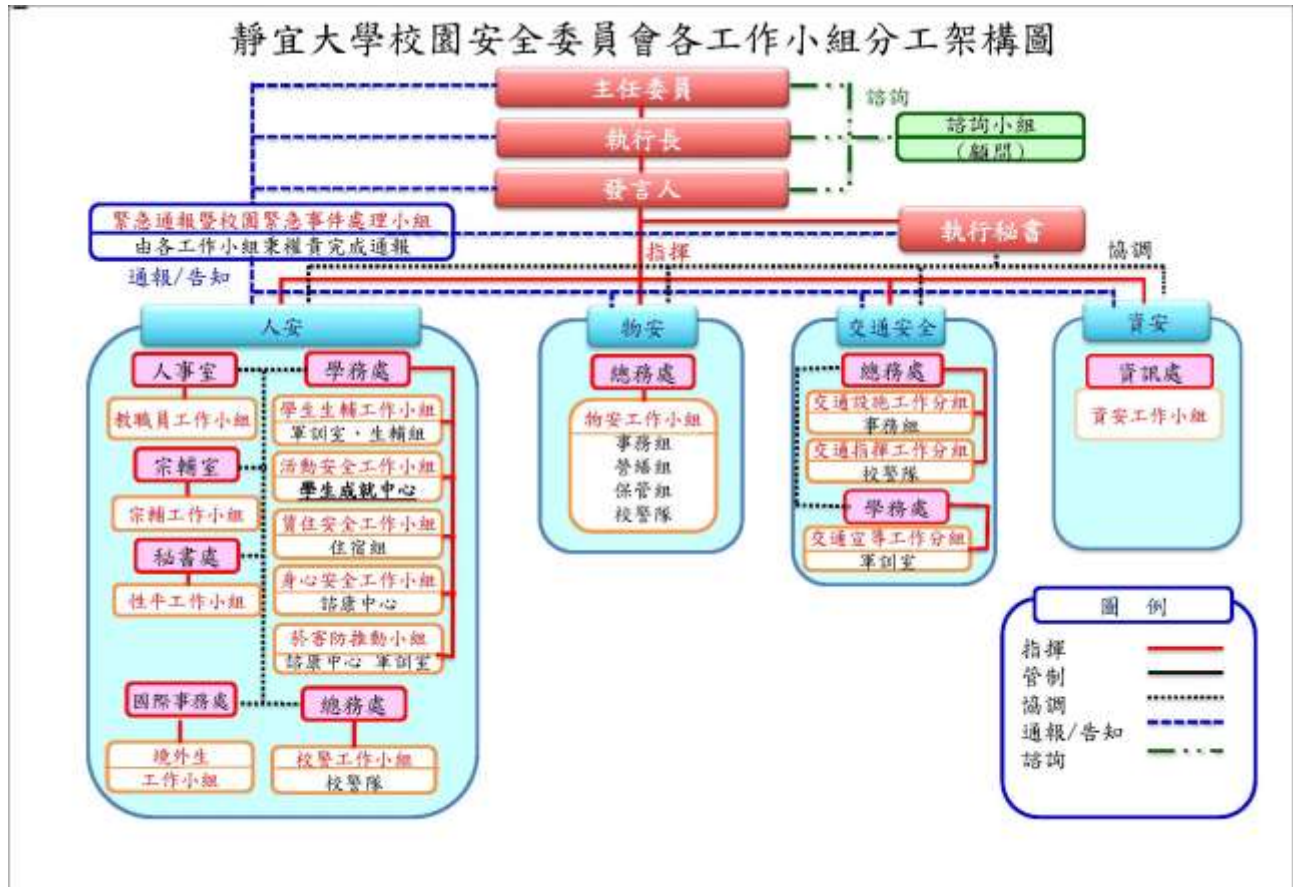 靜宜大學校園安全委員會各工作小組分工架構圖
主任委員
諮詢
執行長
諮詢小組
(顧問)
發言人
緊急通報暨校園緊急事件處理小組
由各工作小組秉權責完成通報
執行秘書
指揮
協調
通報/告知
人安
物安
交通安全
資安
人事室
教職員工作小組
宗輔室
宗輔工作小組
秘書處
性平工作小組
國際事務處
境外生
工作小組
學務處
學生生輔工作小組
軍訓室、生輔組
活動安全工作小組
學生成就中心
賃住安全工作小組
住宿組
身心安全工作小組
諮康中心
菸害防推動小組
諮康中心 軍訓室
總務處
校警工作小組
校警隊
總務處
物安工作小組
事務組
營繕組
保管組
校警隊
總務處
交通設施工作分組
事務組
交通指揮工作分組
校警隊
學務處
交通宣導工作分組
軍訓室
資訊處
資安工作小組
圖 例
指揮
管制
協調
通報/告知
諮詢